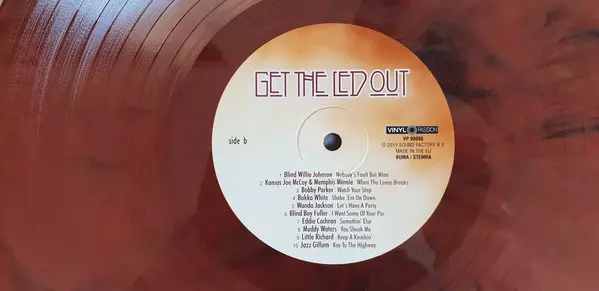 GET THE LED OUT
side b
VINYL PASSION
VP 90088
© 2019 SOUND FACTORY B.V.
MADE IN THE EU
BUMA / STEMRA
1 Blind Willie Johnson Nobody's Fault But Mine
2 Kansas Joe McCoy & Memphis Minnie When The Levee Breaks
3 Bobby Parker Watch Your Step
4 Bukka White Shake 'Em On Down
5 Wanda Jackson Let's Have A Party
6 Blind Boy Fuller I Want Some Of Your Pie
7 Eddie Cochran Somethin' Else
8 Muddy Waters You Shook Me
9 Little Richard Keep A Knockin'
10 Jazz Gillum Key To The Highway